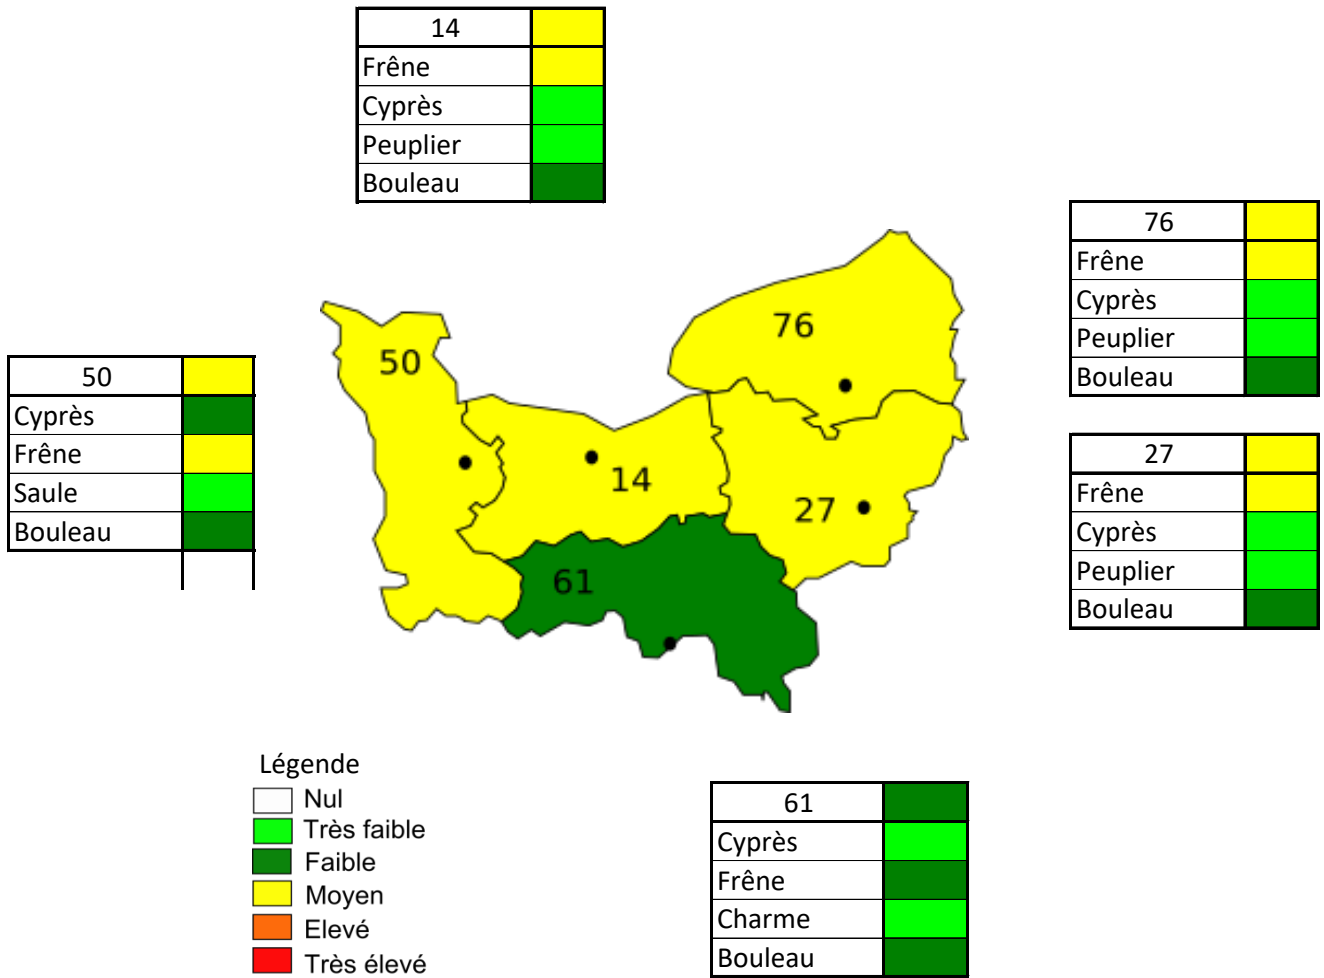 14
Frêne
Cyprès
Peuplier
Bouleau
76
Frêne
Cyprès
Peuplier
Bouleau
50
Cyprès
Frêne
Saule
Bouleau
27
Frêne
Cyprès
Peuplier
Bouleau
76
50
14
27
61
Légende
Nul
Très faible
Faible
Moyen
Elevé
Très élevé
61
Cyprès
Frêne
Charme
Bouleau